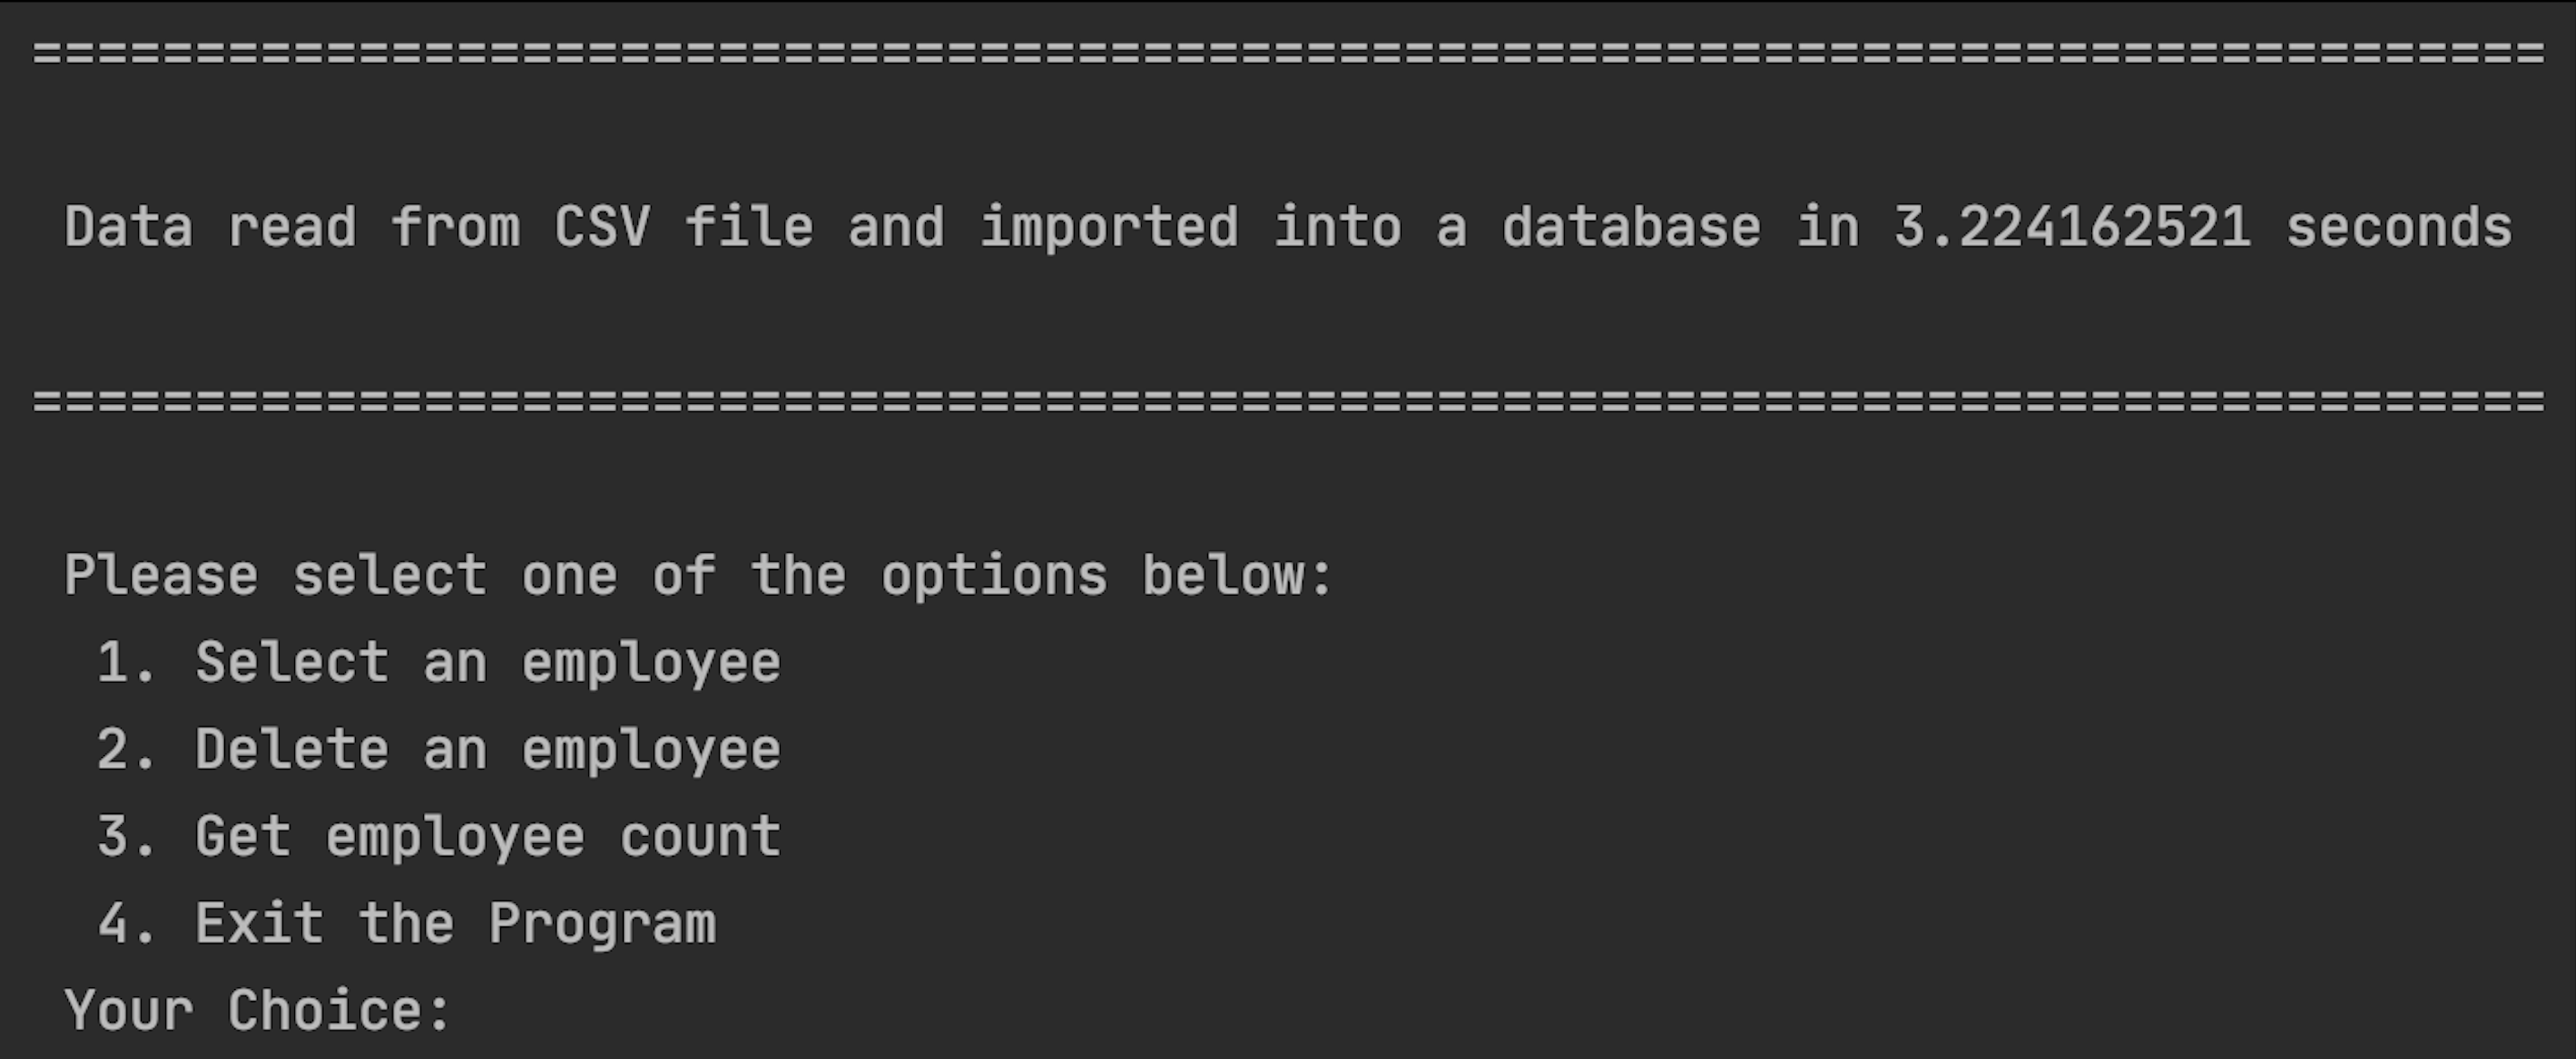 =============================================================================
Data read from CSV file and imported into a database in 3.224162521 seconds
=============================================================================
Please select one of the options below:
1. Select an employee
2. Delete an employee
3. Get employee count
4. Exit the Program
Your Choice: